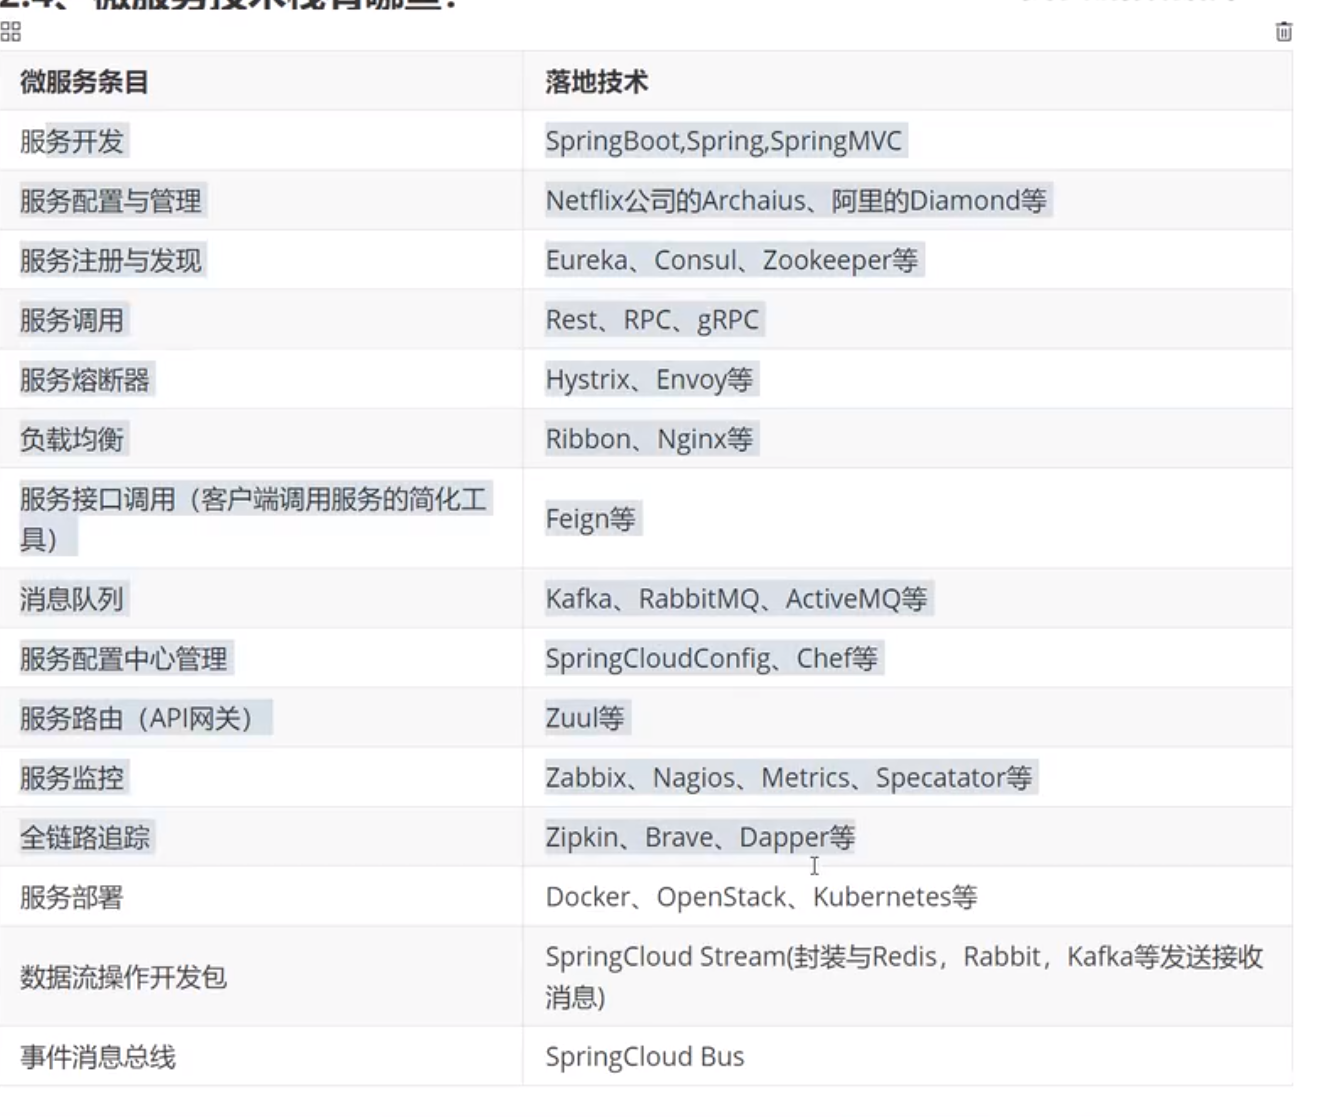 2.4、微服务技术栈有哪些?
微服务条目
落地技术
服务开发
SpringBoot,Spring,SpringMVC
服务配置与管理
Netflix公司的Archaius、阿里的Diamond等
服务注册与发现
Eureka、Consul、Zookeeper等
服务调用
Rest、RPC、gRPC
服务熔断器
Hystrix、Envoy等
负载均衡
Ribbon、Nginx等
服务接口调用（客户端调用服务的简化工
具）
Feign等
消息队列
Kafka、RabbitMQ、ActiveMQ等
服务配置中心管理
SpringCloudConfig、Chef等
服务路由（API网关）
Zuul等
服务监控
Zabbix、Nagios、Metrics、Specatator等
全链路追踪
Zipkin、Brave、Dapper等
服务部署
Docker、OpenStack、Kubernetes等
数据流操作开发包
SpringCloud Stream(封装与Redis，Rabbit，Kafka等发送接收
消息)
事件消息总线
SpringCloud Bus